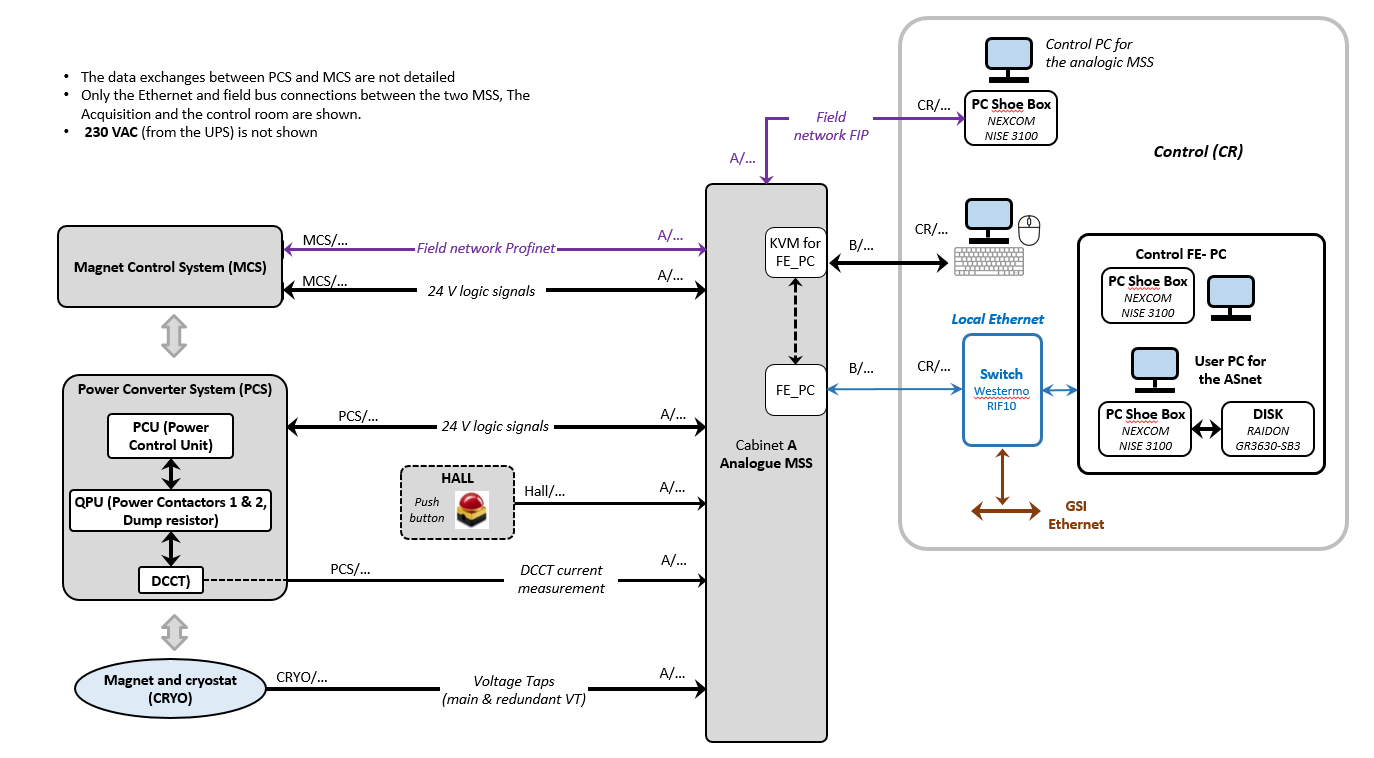 • The data exchanges between PCS and MCS are not detailed
• Only the Ethernet and field bus connections between the two MSS, The
Acquisition and the control room are shown.
• 230 VAC (from the UPS) is not shown
Control PC for
the analogic MSS
CR/...
PC Shoe Box
NEXCOM
NISE 3100
Field
network FIP
A/...
Control (CR)
Magnet Control System (MCS)
MCS/...
Field network Profinet
A/...
MCS/...
24 V logic signals
A/...
KVM for
FE_PC
B/...
CR/...
Control FE- PC
PC Shoe Box
NEXCOM
NISE 3100
Local Ethernet
Switch
Westermo
RIF10
FE_PC
B/...
CR/...
User PC for
the ASnet
PC Shoe Box
NEXCOM
NISE 3100
DISK
RAIDON
GR3630-SB3
GSI
Ethernet
Power Converter System (PCS)
PCU (Power
Control Unit)
QPU (Power Contactors 1 & 2,
Dump resistor)
DCCT)
PCS/...
24 V logic signals
A/...
Cabinet A
Analogue MSS
HALL
Push
button
Hall/...
A/...
PCS/...
DCCT current
measurement
A/...
Magnet and cryostat
(CRYO)
CRYO/...
Voltage Taps
(main & redundant VT)
A/...